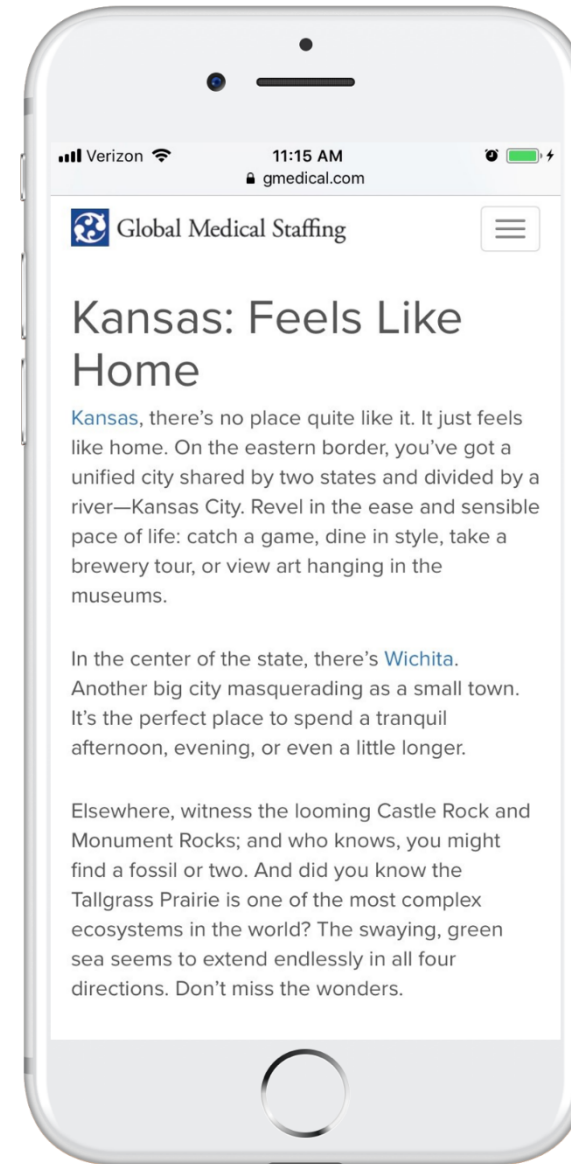 Verizon 11:15 AM
gmedical.com
Global Medical Staffing
Kansas: Feels Like
Home
Kansas, there’s no place quite like it. It just feels
like home. On the eastern border, you’ve got a
unified city shared by two states and divided by a
river—Kansas City. Revel in the ease and sensible
pace of life: catch a game, dine in style, take a
brewery tour, or view art hanging in the
museums.
In the center of the state, there’s Wichita.
Another big city masquerading as a small town.
It’s the perfect place to spend a tranquil
afternoon, evening, or even a little longer.
Elsewhere, witness the looming Castle Rock and
Monument Rocks; and who knows, you might
find a fossil or two. And did you know the
Tallgrass Prairie is one of the most complex
ecosystems in the world? The swaying, green
sea seems to extend endlessly in all four
directions. Don’t miss the wonders.